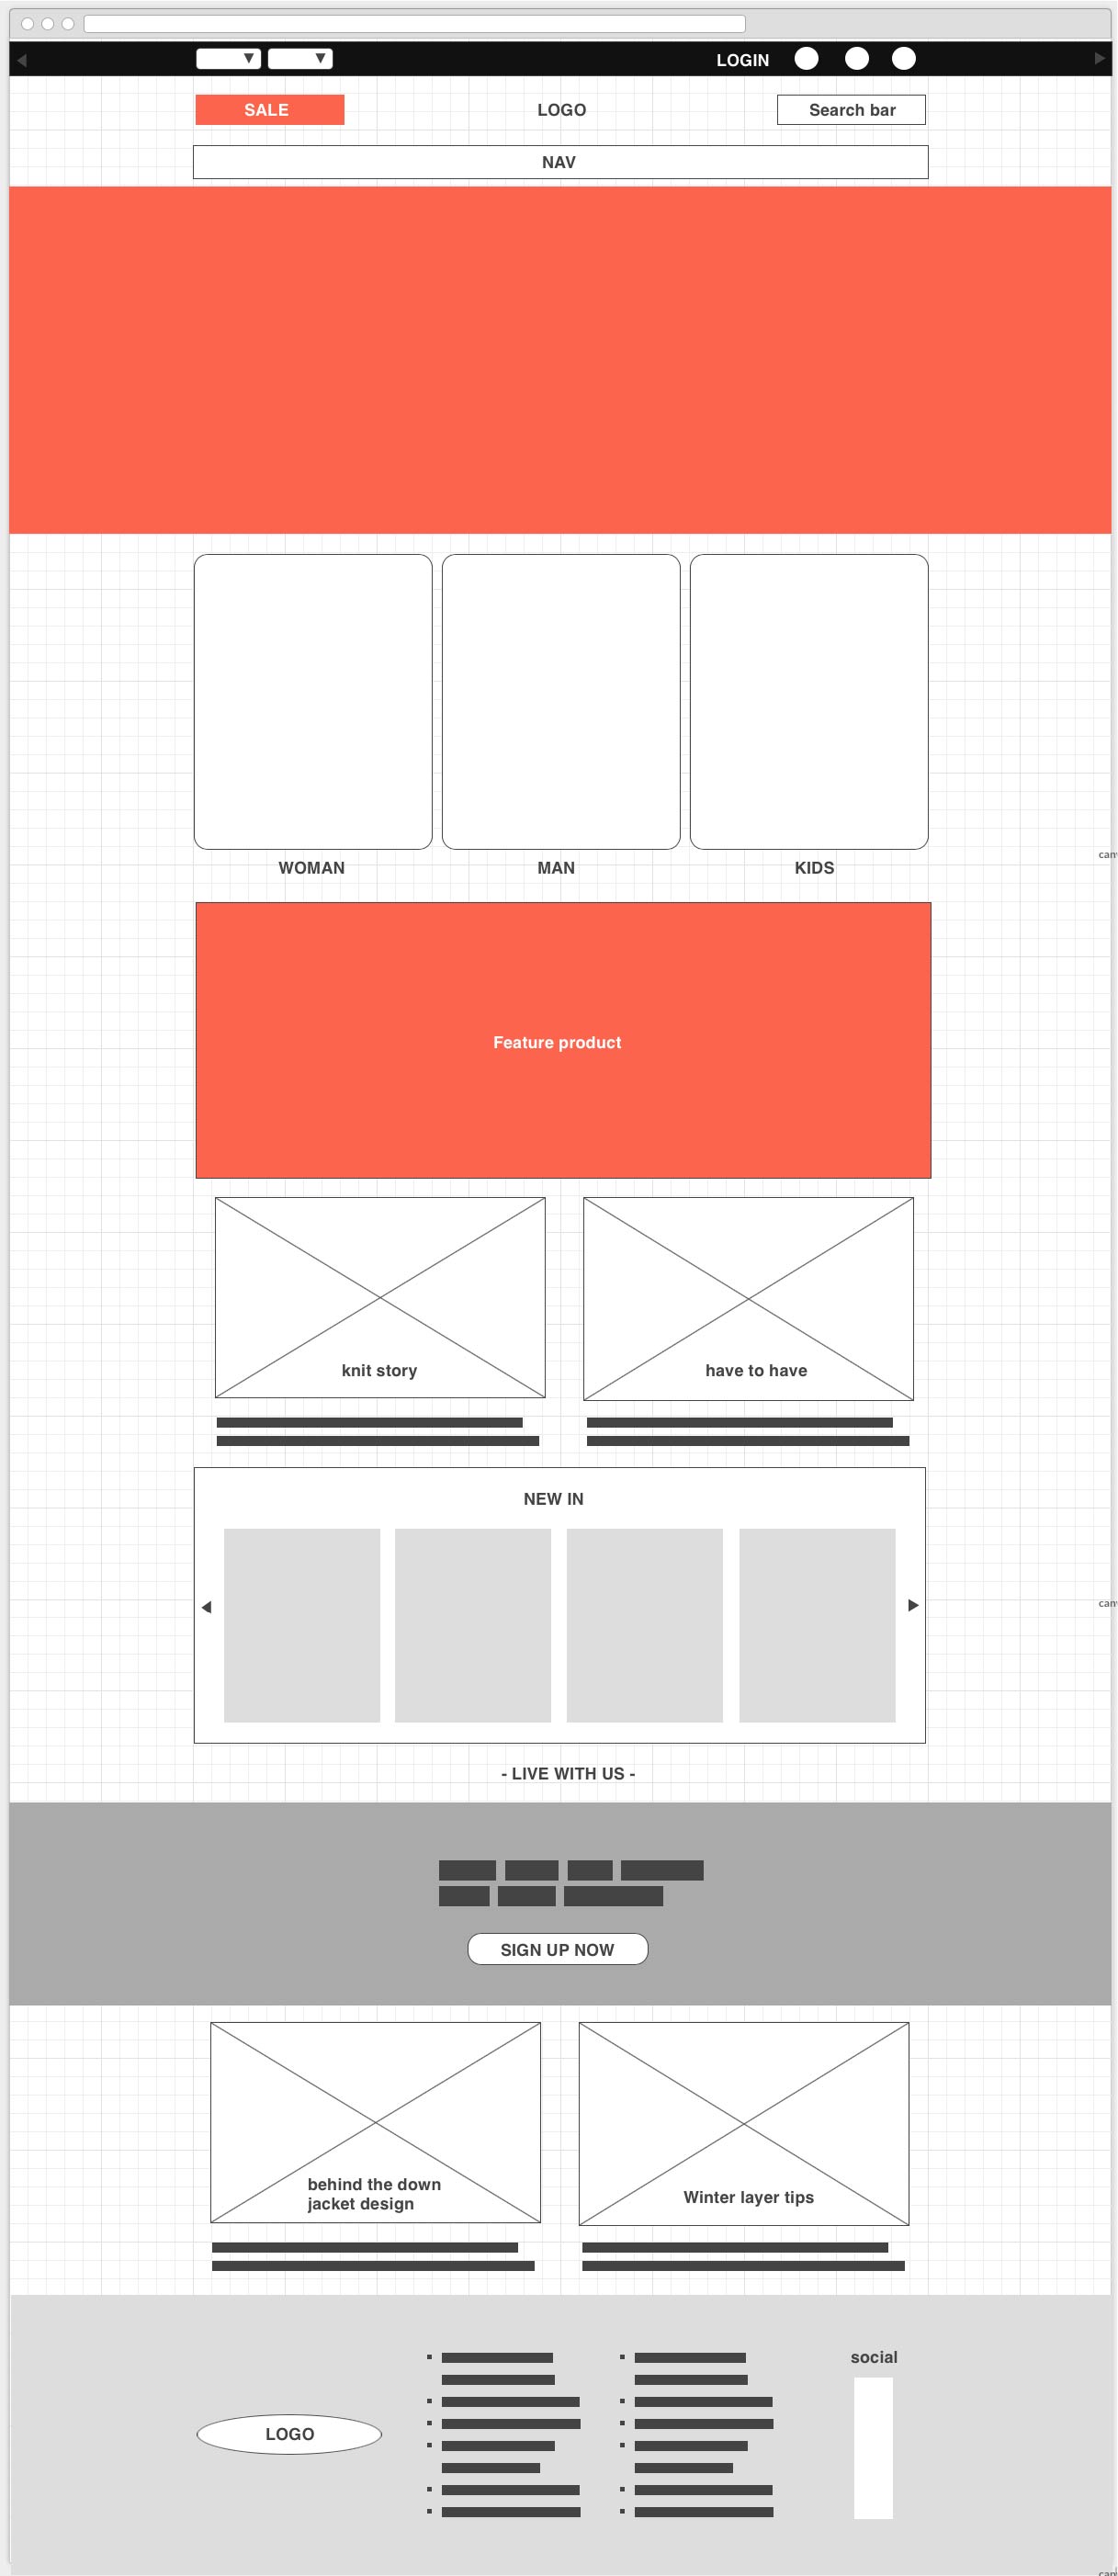 LOGIN
SALE
LOGO
Search bar
NAV
WOMAN
MAN
KIDS
Feature product
knit story
have to have
NEW IN
- LIVE WITH US -
SIGN UP NOW
behind the down
jacket design
Winter layer tips
social
LOGO